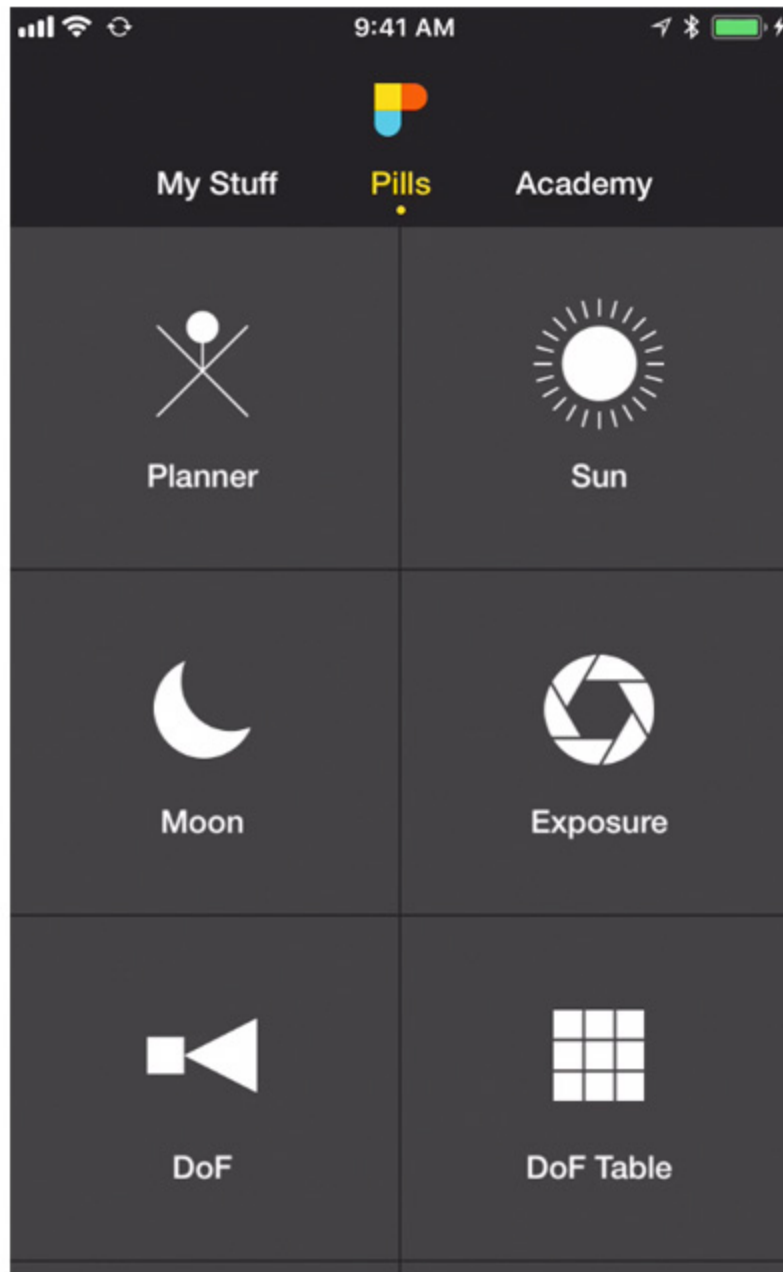 9:41 AM
My Stuff Pills Academy
Planner Sun
Moon Exposure
DoF DoF Table